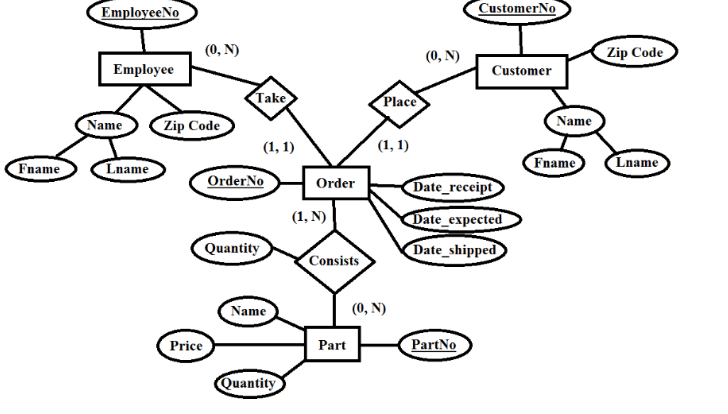 EmployeeNo
CustomerNo
(0, N)
(0, N)
Zip Code
Employee
Customer
Take
Place
Name
Zip Code
Name
(1, 1)
(1, 1)
Fname
Lname
Fname
Lname
OrderNo
Order
Date_receipt
(1, N)
Date_expected
Quantity
Date_shipped
Consists
Name
(0, N)
Price
Part
PartNo
Quantity